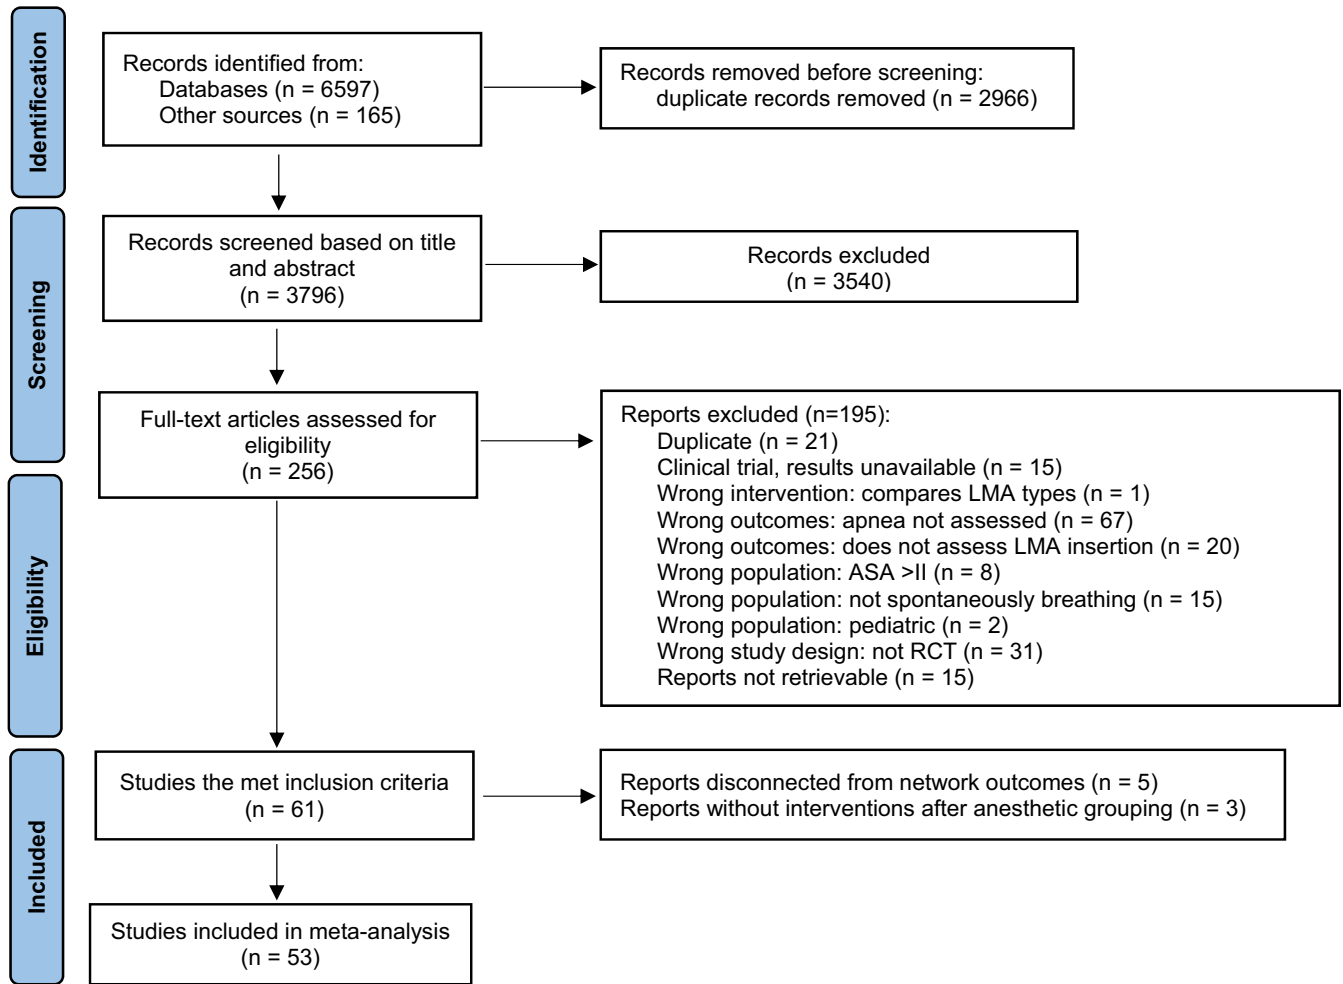 Identification
Records identified from:
Databases (n = 6597)
Other sources (n = 165)
Records removed before screening:
duplicate records removed (n = 2966)
Screening
Records screened based on title
and abstract
(n = 3796)
Records excluded
(n = 3540)
Full-text articles assessed for
eligibility
(n = 256)
Reports excluded (n=195):
Duplicate (n = 21)
Clinical trial, results unavailable (n = 15)
Wrong intervention: compares LMA types (n = 1)
Wrong outcomes: apnea not assessed (n = 67)
Wrong outcomes: does not assess LMA insertion (n = 20)
Wrong population: ASA >II (n = 8)
Wrong population: not spontaneously breathing (n = 15)
Wrong population: pediatric (n = 2)
Wrong study design: not RCT (n = 31)
Reports not retrievable (n = 15)
Eligibility
Included
Studies the met inclusion criteria
(n = 61)
Reports disconnected from network outcomes (n = 5)
Reports without interventions after anesthetic grouping (n = 3)
Studies included in meta-analysis
(n = 53)